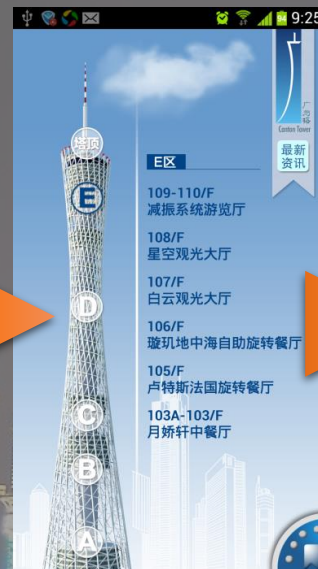 94
9:25
广州塔
Canton Tower
最新
资讯
塔顶
E
D
C
B
A
E区
109-110/F
减振系统游览厅
108/F
星空观光大厅
107/F
白云观光大厅
106/F
璇玑地中海自助旋转餐厅
105/F
卢特斯法国旋转餐厅
103A-103/F
月娇轩中餐厅